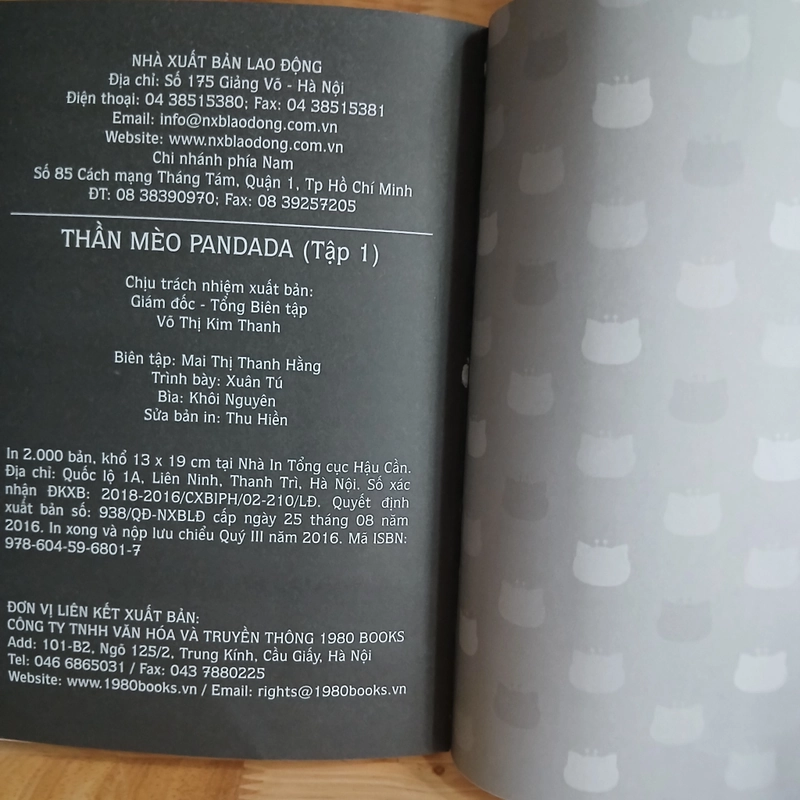 NHÀ XUẤT BẢN LAO ĐỘNG
Địa chỉ: Số 175 Giảng Võ - Hà Nội
Điện thoại: 04 38515380; Fax: 04 38515381
Email: info@nxblaodong.com.vn
Website: www.nxblaodong.com.vn
Chi nhánh phía Nam
Số 85 Cách mạng Tháng Tám, Quận 1, Tp Hồ Chí Minh
ĐT: 08 38390970; Fax: 08 39257205
THẦN MÈO PANDADA (Tập 1)
Chịu trách nhiệm xuất bản:
Giám đốc - Tổng Biên tập
Võ Thị Kim Thanh
Biên tập: Mai Thị Thanh Hằng
Trình bày: Xuân Tú
Bìa: Khôi Nguyên
Sửa bản in: Thu Hiền
In 2.000 bản, khổ 13 x 19 cm tại Nhà In Tổng cục Hậu Cần.
Địa chỉ: Quốc lộ 1A, Liên Ninh, Thanh Trì, Hà Nội. Số xác
nhận ĐKXB: 2018-2016/CXBIPH/02-210/LĐ. Quyết định
xuất bản số: 938/QĐ-NXBLĐ cấp ngày 25 tháng 08 năm
2016. In xong và nộp lưu chiểu Quý III năm 2016. Mã ISBN:
978-604-59-6801-7
ĐƠN VỊ LIÊN KẾT XUẤT BẢN:
CÔNG TY TNHH VĂN HÓA VÀ TRUYỀN THÔNG 1980 BOOKS
Add: 101-B2, Ngõ 125/2, Trung Kính, Cầu Giấy, Hà Nội
Tel: 046 6865031 / Fax: 043 7880225
Website: www.1980books.vn / Email: rights@1980books.vn